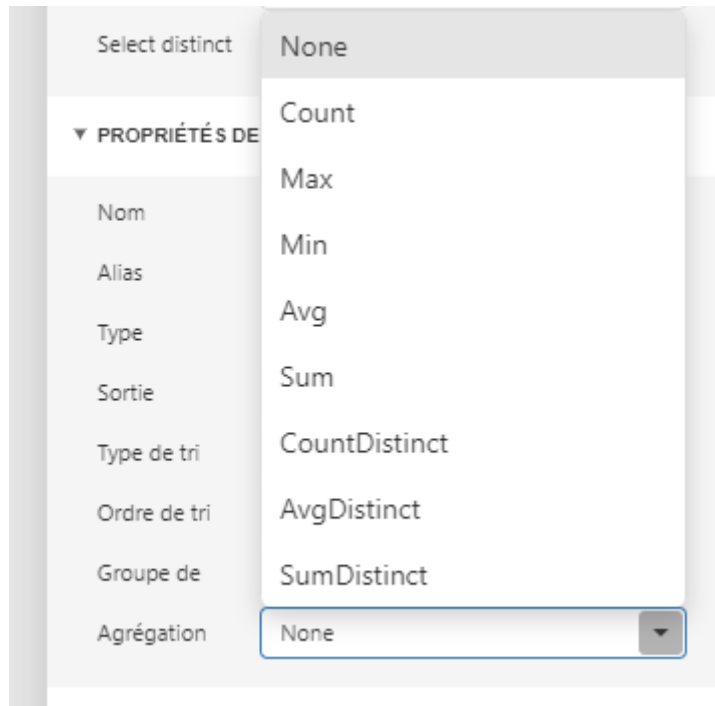 Select distinct
None
Count
▼ PROPRIÉTÉS DE
Max
Nom
Min
Alias
Avg
Type
Sum
Sortie
CountDistinct
Type de tri
AvgDistinct
Ordre de tri
SumDistinct
Groupe de
Agrégation None